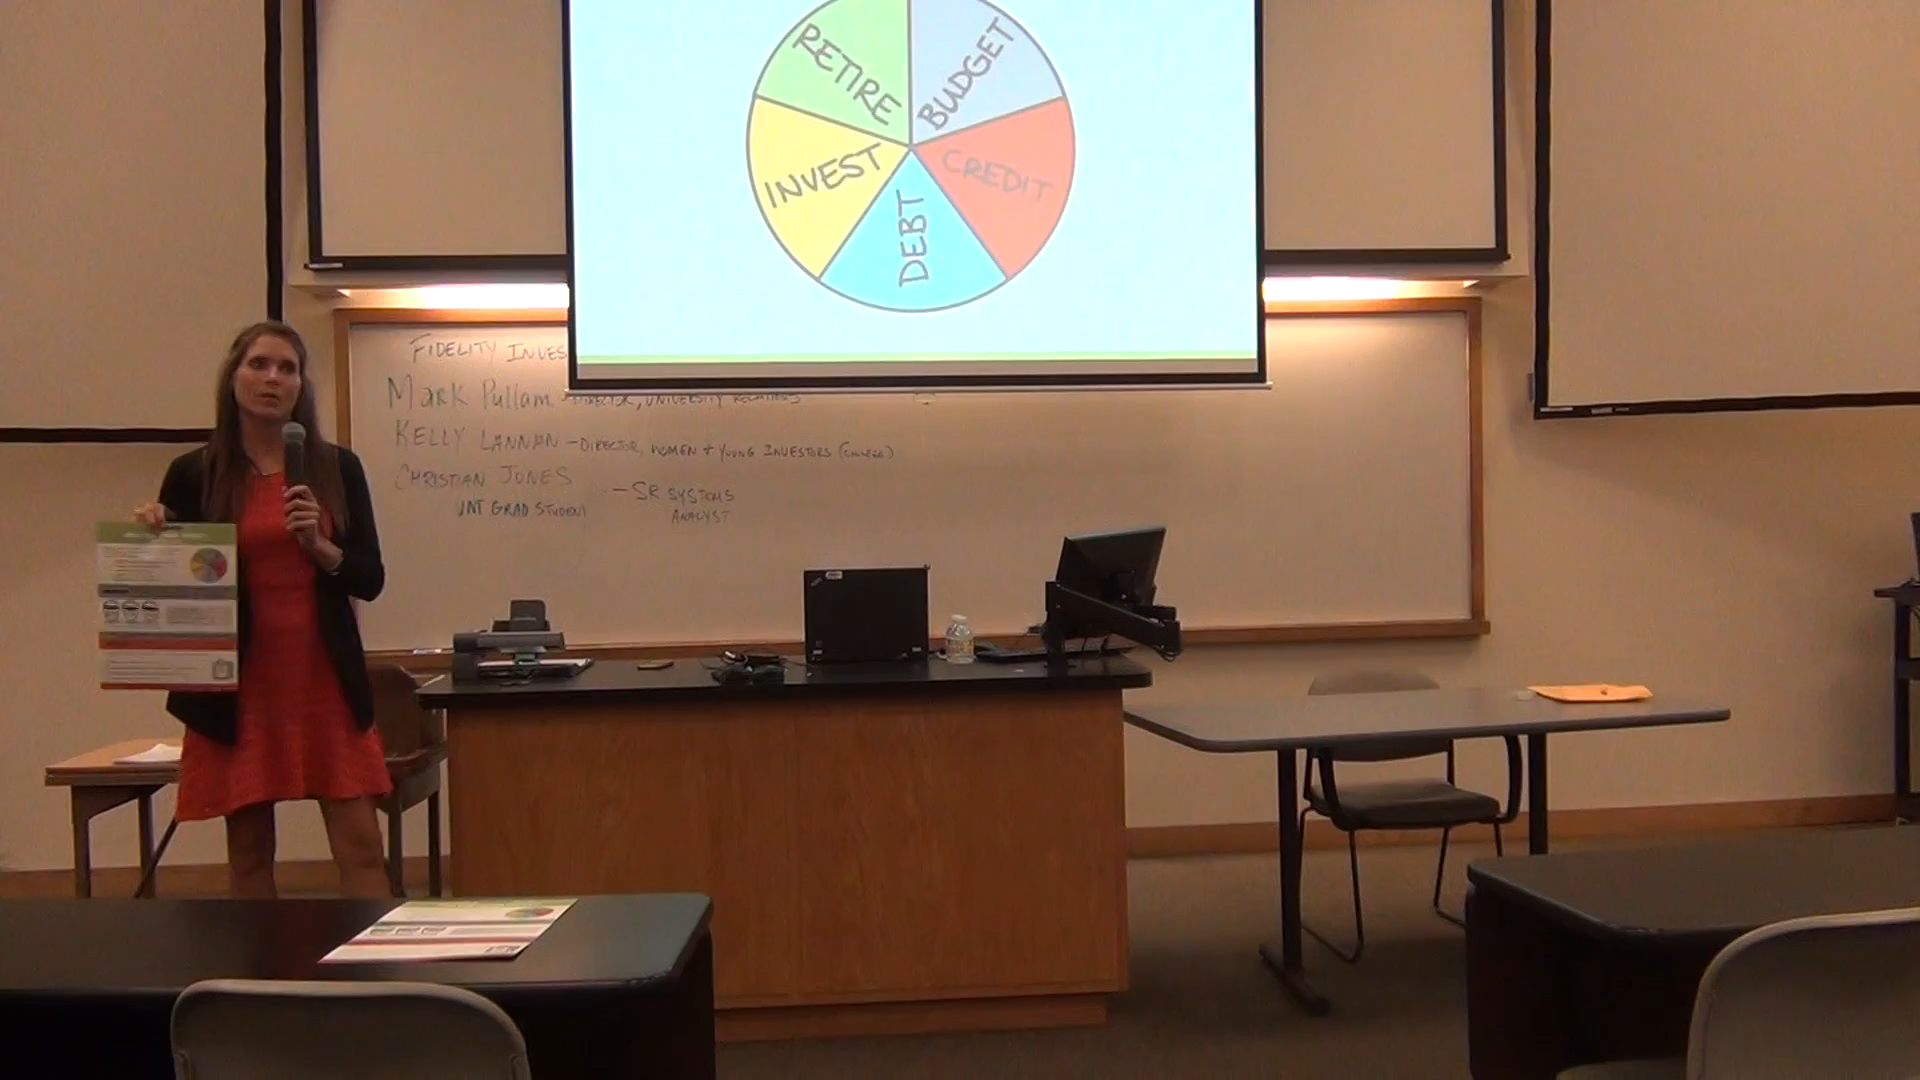 RETIRE
BUDGET
INVEST
CREDIT
DEBT
FIDELITY INVES
Mark Pullam - DIRECTOR, UNIVERSITY RELATIONS
KELLY LANNAN - DIRECTOR, WOMEN + YOUNG INVESTORS (COLLEGE)
CHRISTIAN JONES - SR SYSTEMS
UNT GRAD STUDENT ANALYST